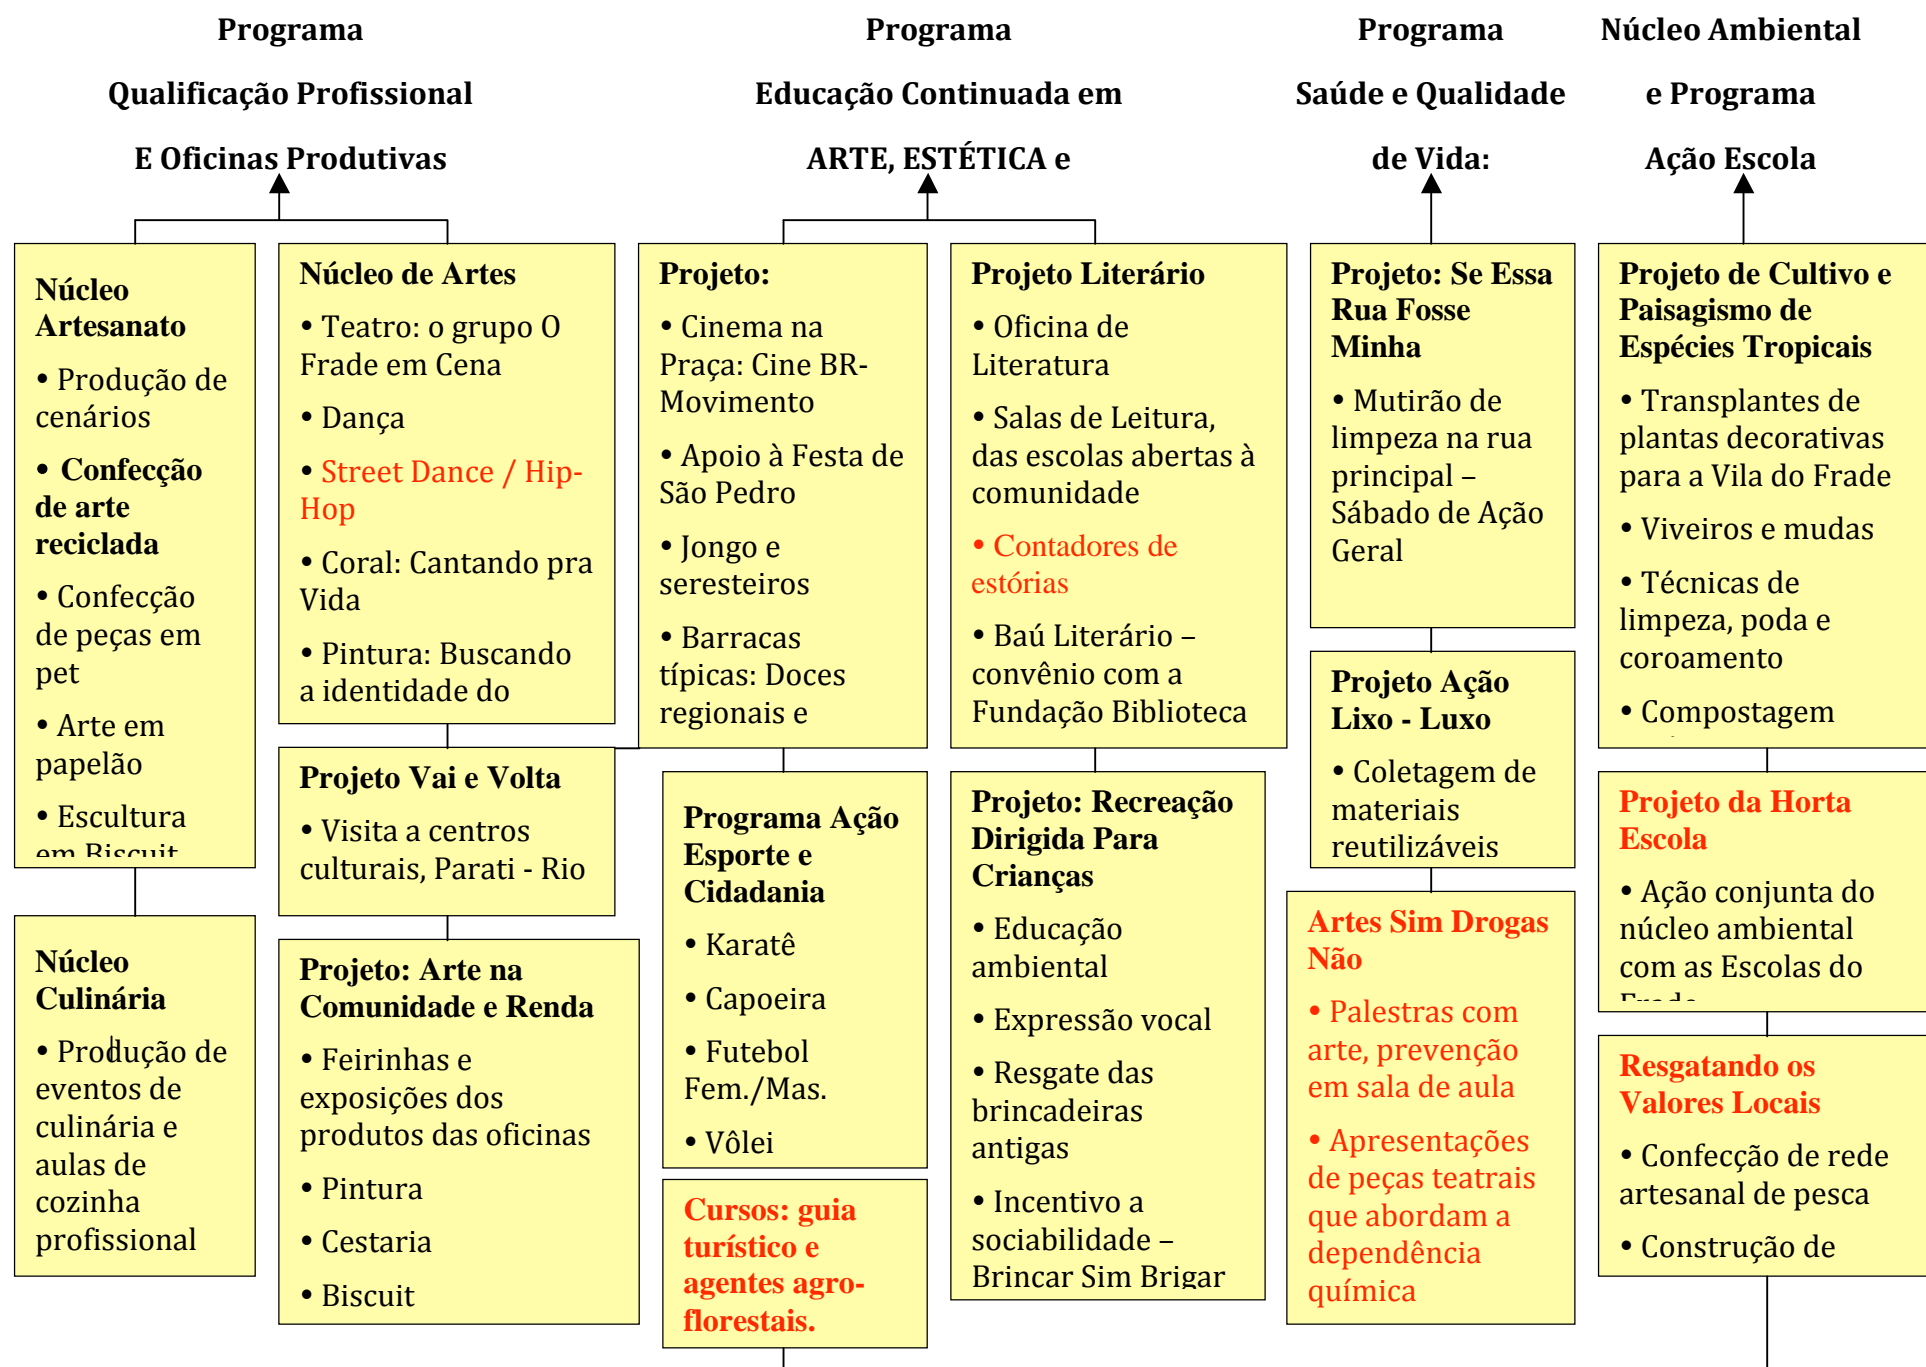 Programa
Qualificação Profissional
E Oficinas Produtivas
Programa
Educação Continuada em
ARTE, ESTÉTICA e
Programa
Saúde e Qualidade
de Vida:
Núcleo Ambiental
e Programa
Ação Escola
Núcleo
Artesanato
• Produção de
cenários
• Confecção
de arte
reciclada
• Confecção
de peças em
pet
• Arte em
papelão
• Escultura
em Biscuit
Núcleo
Culinária
• Produção de
eventos de
culinária e
aulas de
cozinha
profissional
Núcleo de Artes
• Teatro: o grupo O
Frade em Cena
• Dança
• Street Dance / Hip-
Hop
• Coral: Cantando pra
Vida
• Pintura: Buscando
a identidade do
Projeto Vai e Volta
• Visita a centros
culturais, Parati - Rio
Projeto: Arte na
Comunidade e Renda
• Feirinhas e
exposições dos
produtos das oficinas
• Pintura
• Cestaria
• Biscuit
Projeto:
• Cinema na
Praça: Cine BR-
Movimento
• Apoio à Festa de
São Pedro
• Jongo e
seresteiros
• Barracas
típicas: Doces
regionais e
Programa Ação
Esporte e
Cidadania
• Karatê
• Capoeira
• Futebol
Fem./Mas.
• Vôlei
Cursos: guia
turístico e
agentes agro-
florestais.
Projeto Literário
• Oficina de
Literatura
• Salas de Leitura,
das escolas abertas à
comunidade
• Contadores de
estórias
• Baú Literário –
convênio com a
Fundação Biblioteca
Projeto: Recreação
Dirigida Para
Crianças
• Educação
ambiental
• Expressão vocal
• Resgate das
brincadeiras
antigas
• Incentivo a
sociabilidade –
Brincar Sim Brigar
Projeto: Se Essa
Rua Fosse
Minha
• Mutirão de
limpeza na rua
principal –
Sábado de Ação
Geral
Projeto Ação
Lixo - Luxo
• Coletagem de
materiais
reutilizáveis
Artes Sim Drogas
Não
• Palestras com
arte, prevenção
em sala de aula
• Apresentações
de peças teatrais
que abordam a
dependência
química
Projeto de Cultivo e
Paisagismo de
Espécies Tropicais
• Transplantes de
plantas decorativas
para a Vila do Frade
• Viveiros e mudas
• Técnicas de
limpeza, poda e
coroamento
• Compostagem
Projeto da Horta
Escola
• Ação conjunta do
núcleo ambiental
com as Escolas do
Frade
Resgatando os
Valores Locais
• Confecção de rede
artesanal de pesca
• Construção de